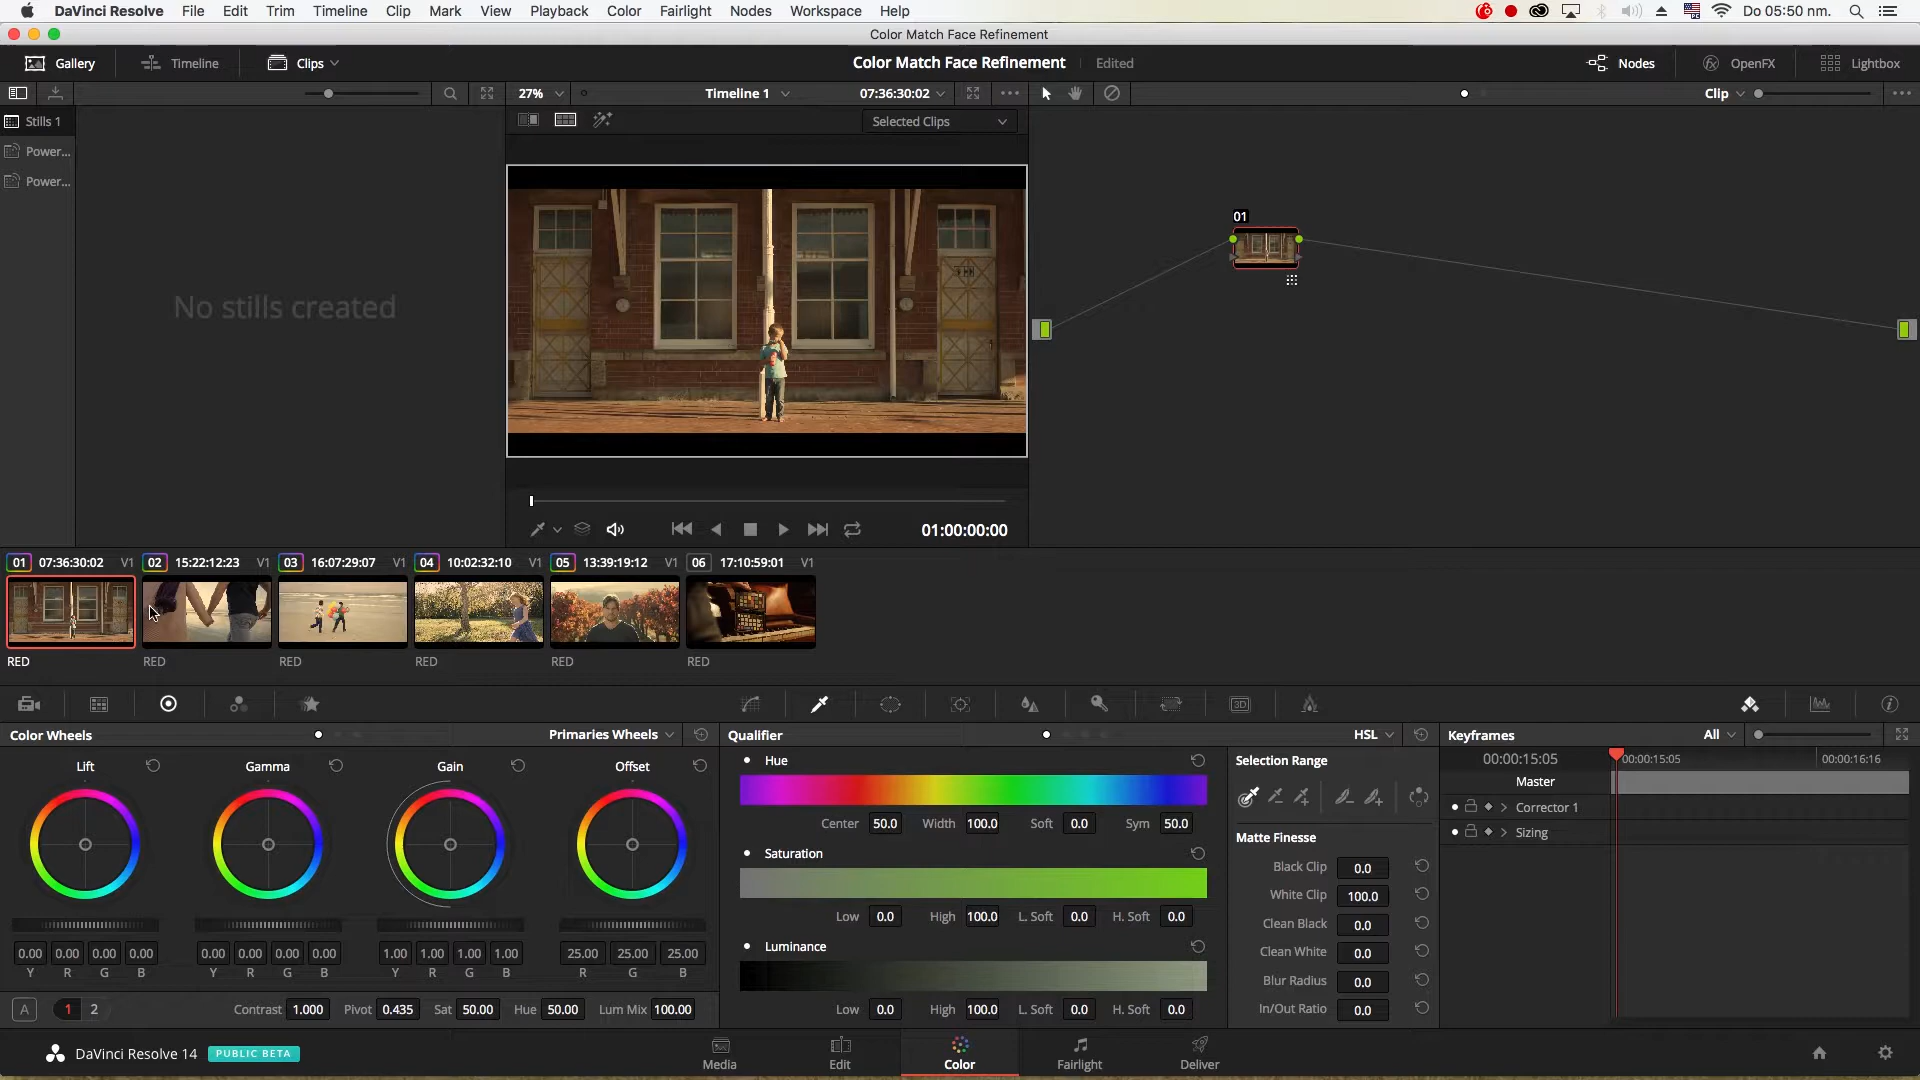 DaVinci Resolve File Edit Trim Timeline Clip Mark View Playback Color Fairlight Nodes Workspace Help Do 05:50 nm.
Color Match Face Refinement
Gallery Timeline Clips Color Match Face Refinement Edited Nodes OpenFX Lightbox
27% Timeline 1 07:36:30:02 Clip
Stills 1 Selected Clips
Power...
Power...
01
No stills created
01:00:00:00
01 07:36:30:02 V1 02 15:22:12:23 V1 03 16:07:29:07 V1 04 10:02:32:10 V1 05 13:39:19:12 V1 06 17:10:59:01 V1
RED RED RED RED RED RED
3D
Color Wheels Primaries Wheels Qualifier HSL Keyframes All
Lift Gamma Gain Offset
Hue
Center 50.0 Width 100.0 Soft 0.0 Sym 50.0
Saturation
Low 0.0 High 100.0 L. Soft 0.0 H. Soft 0.0
Luminance
Low 0.0 High 100.0 L. Soft 0.0 H. Soft 0.0
Selection Range
Matte Finesse
Black Clip 0.0
White Clip 100.0
Clean Black 0.0
Clean White 0.0
Blur Radius 0.0
In/Out Ratio 0.0
00:00:15:05 00:00:15:05 00:00:16:16
Master
Corrector 1
Sizing
0.00 0.00 0.00 0.00 0.00 0.00 0.00 0.00 1.00 1.00 1.00 1.00 25.00 25.00 25.00
Y R G B Y R G B Y R G B R G B
A 1 2 Contrast 1.000 Pivot 0.435 Sat 50.00 Hue 50.00 Lum Mix 100.00
DaVinci Resolve 14 PUBLIC BETA
Media Edit Color Fairlight Deliver